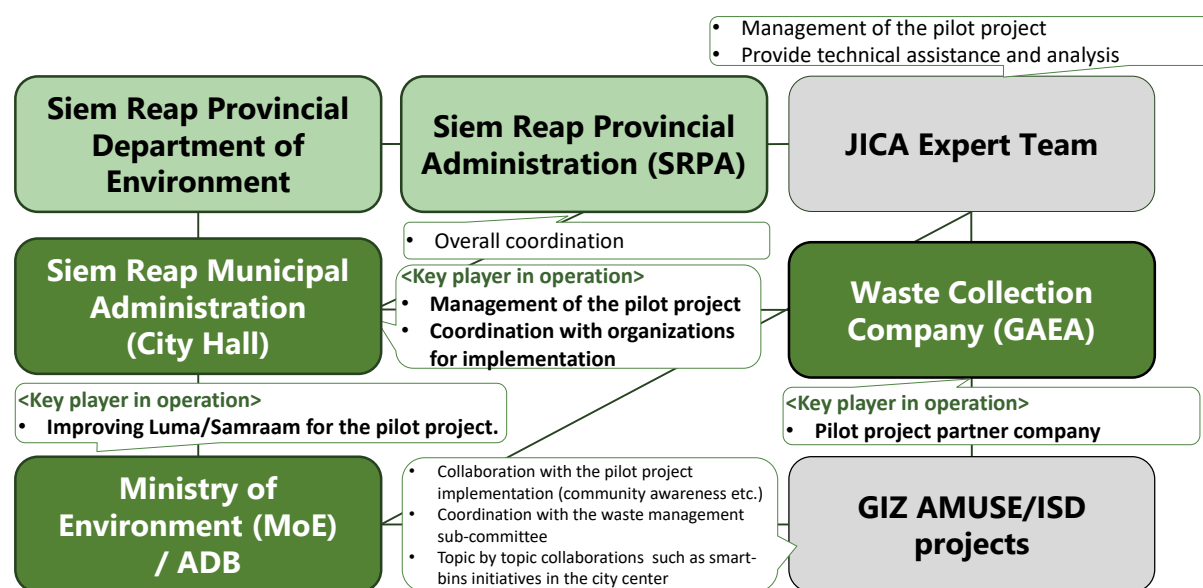 • Management of the pilot project
• Provide technical assistance and analysis
Siem Reap Provincial
Department of
Environment
Siem Reap Provincial
Administration (SRPA)
JICA Expert Team
• Overall coordination
Siem Reap Municipal
Administration
(City Hall)
<Key player in operation>
• Management of the pilot project
• Coordination with organizations
for implementation
Waste Collection
Company (GAEA)
<Key player in operation>
• Improving Luma/Samraam for the pilot project.
<Key player in operation>
• Pilot project partner company
Ministry of
Environment (MoE)
/ ADB
• Collaboration with the pilot project
implementation (community awareness etc.)
• Coordination with the waste management
sub-committee
• Topic by topic collaborations such as smart-
bins initiatives in the city center
GIZ AMUSE/ISD
projects